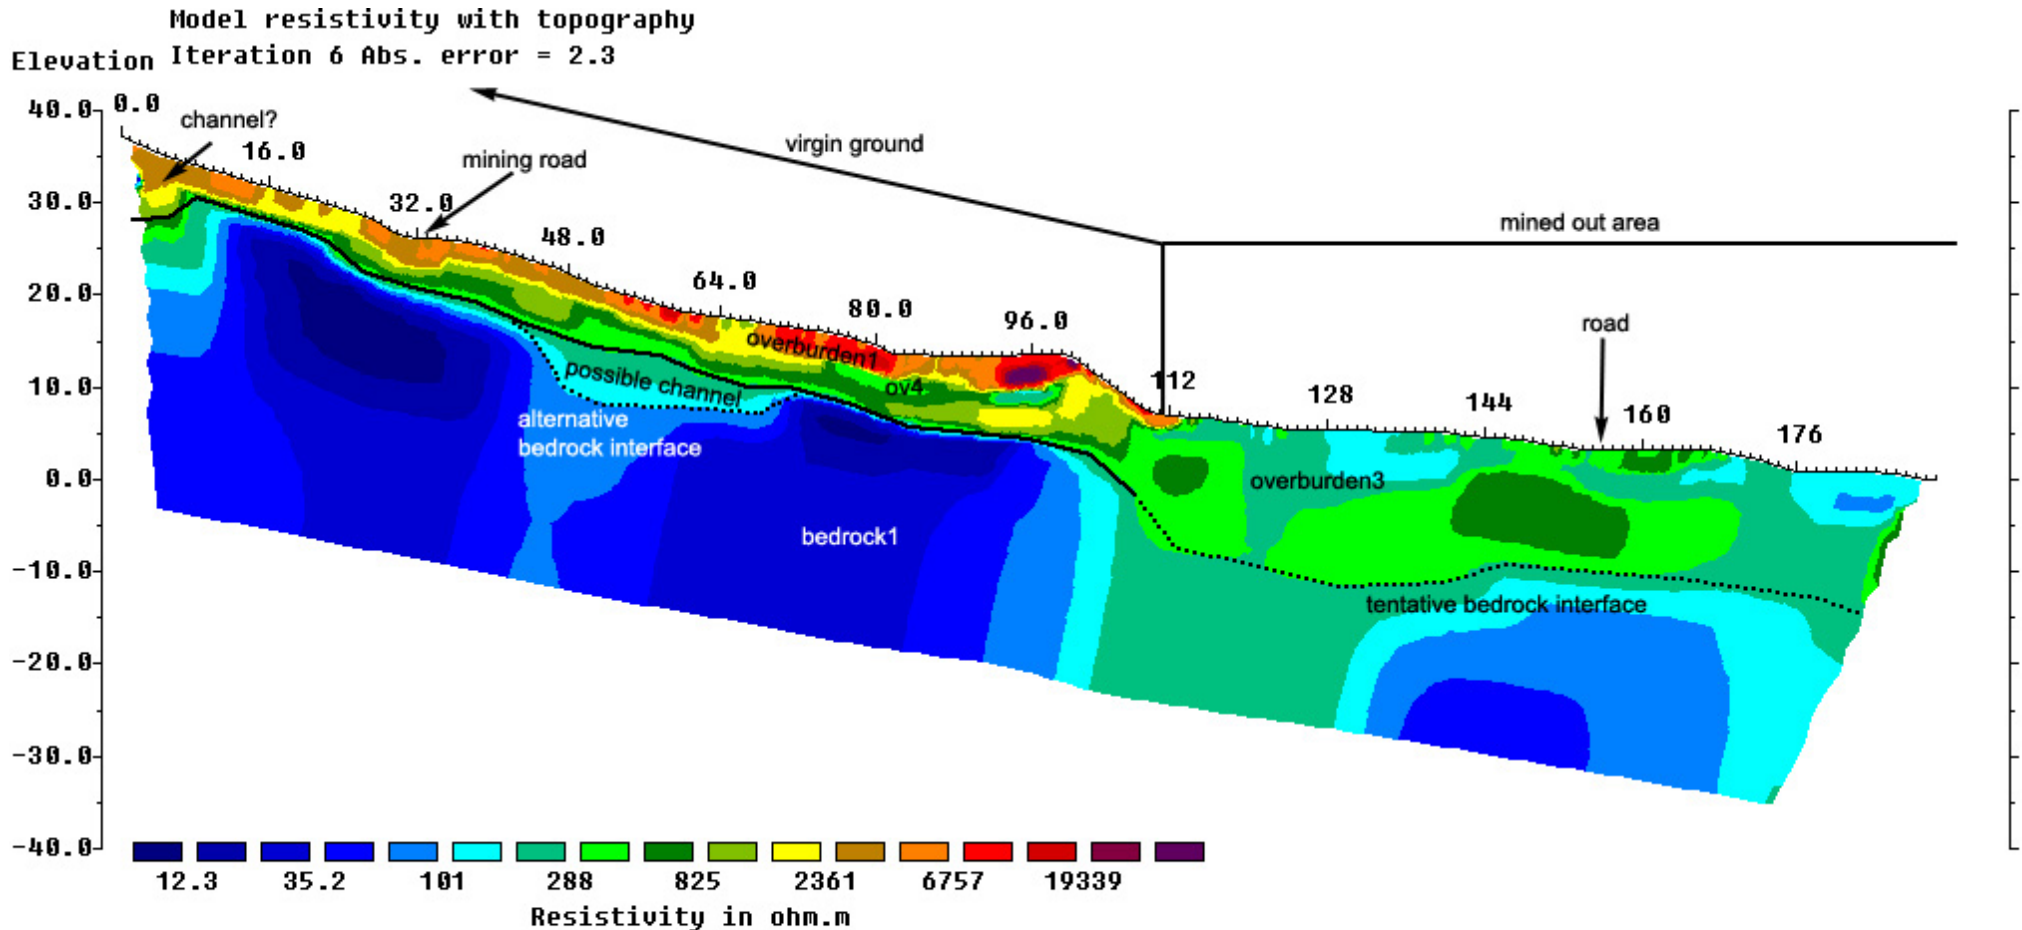 Model resistivity with topography
Elevation Iteration 6 Abs. error = 2.3
40.0 0.0
channel?
16.0
virgin ground
mining road
30.0
32.0
mined out area
48.0
20.0
64.0
80.0
96.0
road
overburden1
possible channel
ov4
10.0
112
128
144
160
176
alternative
bedrock interface
0.0
overburden3
bedrock1
-10.0
tentative bedrock interface
-20.0
-30.0
-40.0
12.3 35.2 101 288 825 2361 6757 19339
Resistivity in ohm.m